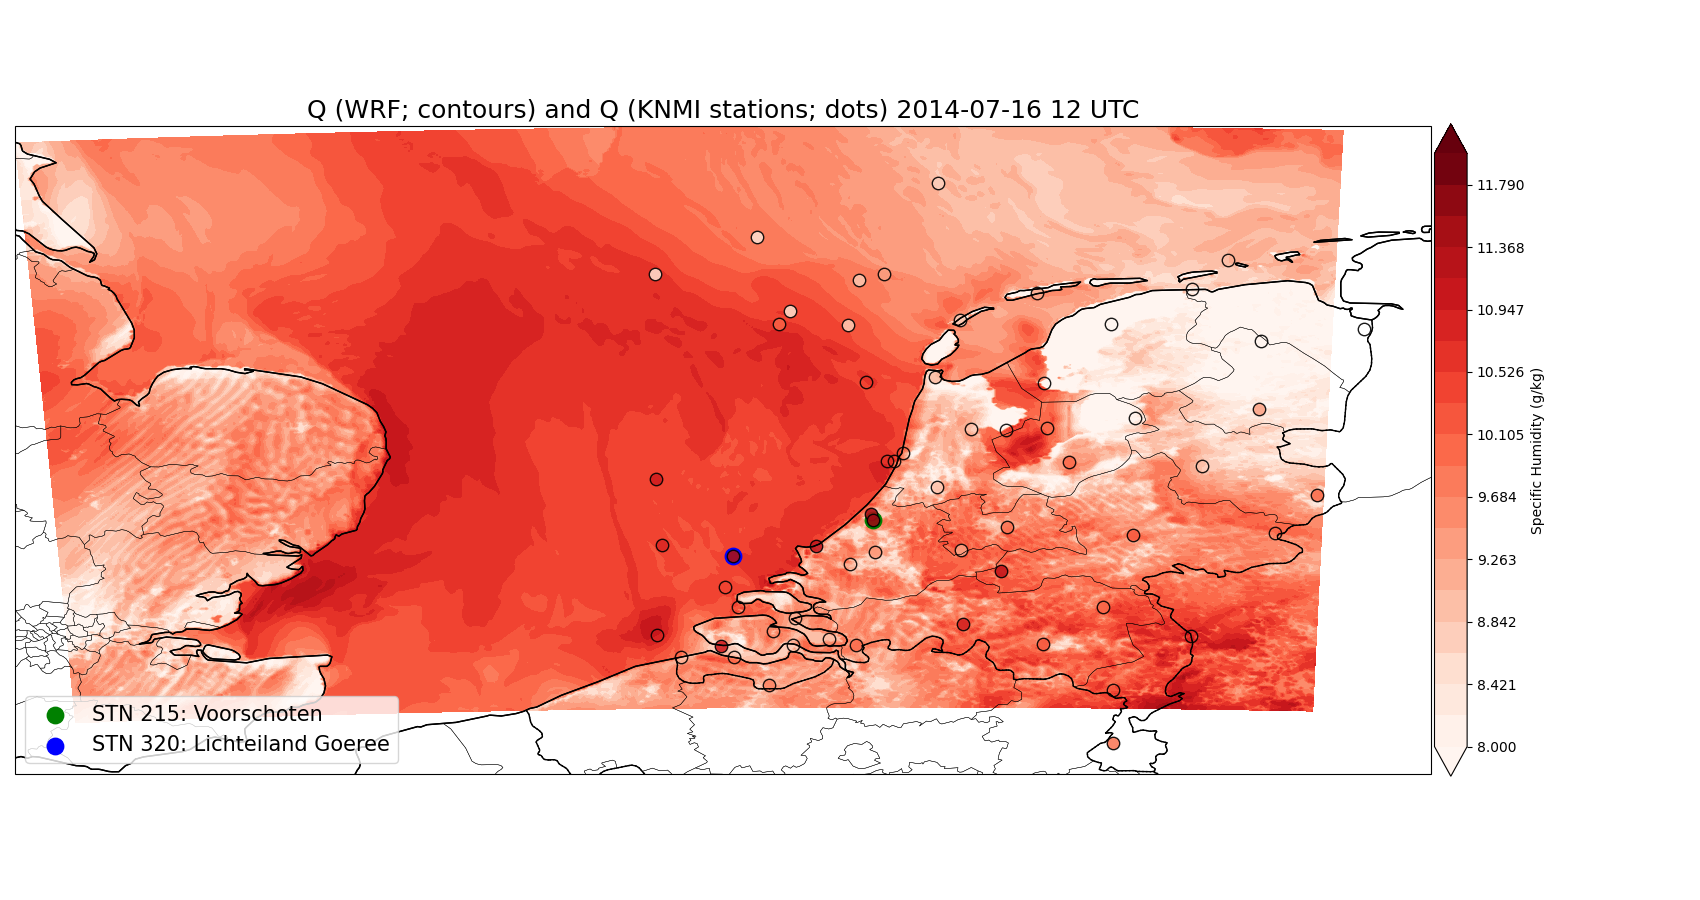 Q (WRF; contours) and Q (KNMI stations; dots) 2014-07-16 12 UTC
11.790
11.368
10.947
10.526
10.105
9.684
9.263
8.842
8.421
8.000
Specific Humidity (g/kg)
STN 215: Voorschoten
STN 320: Lichteiland Goeree